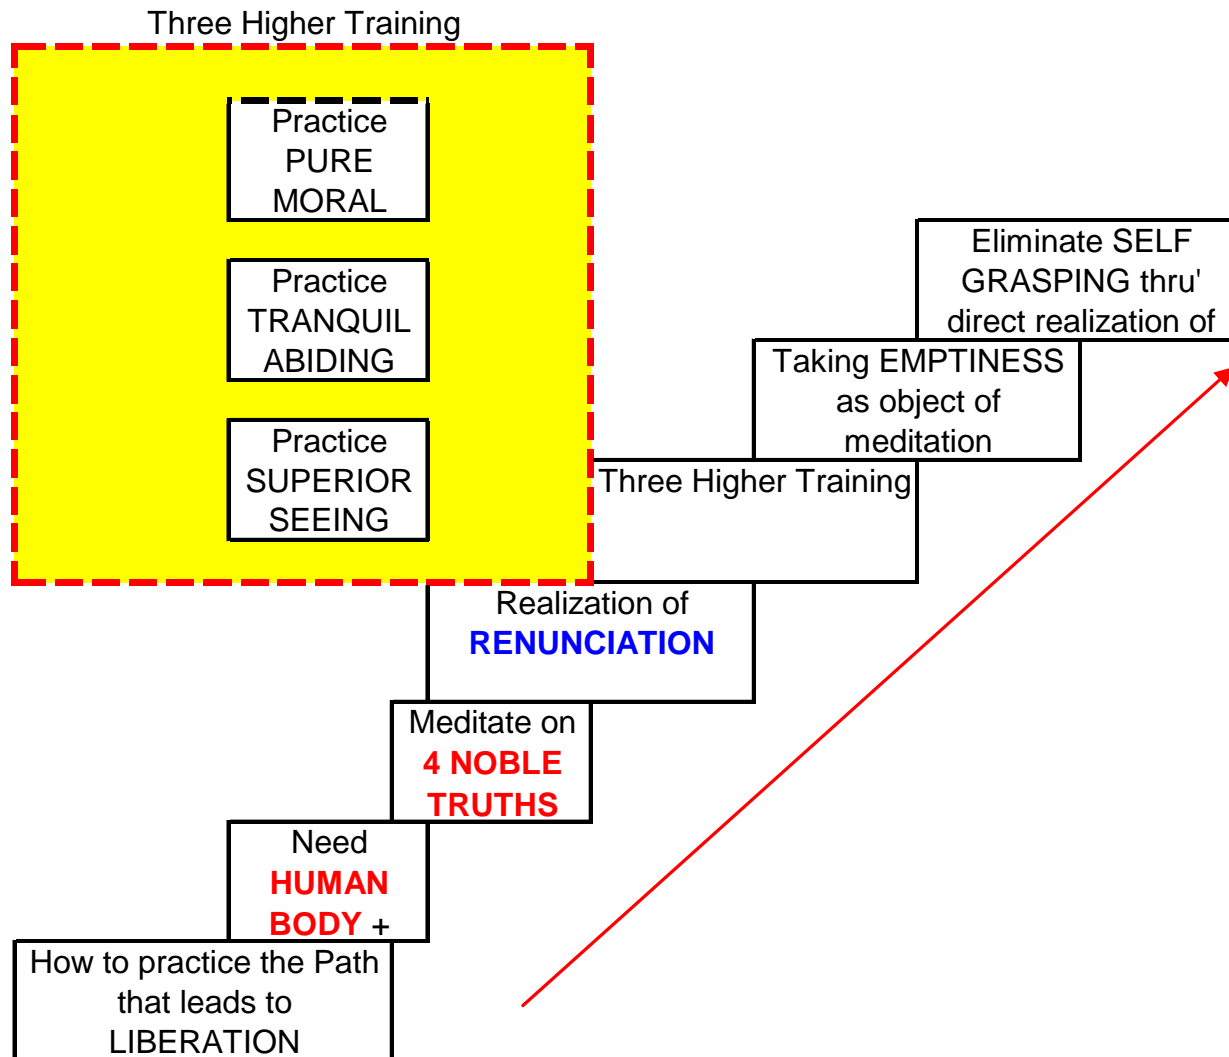 Three Higher Training
Practice
PURE
MORAL
Practice
TRANQUIL
ABIDING
Practice
SUPERIOR
SEEING
Eliminate SELF
GRASPING thru'
direct realization of
Taking EMPTINESS
as object of
meditation
Three Higher Training
Realization of
RENUNCIATION
Meditate on
4 NOBLE
TRUTHS
Need
HUMAN
BODY +
How to practice the Path
that leads to
LIBERATION